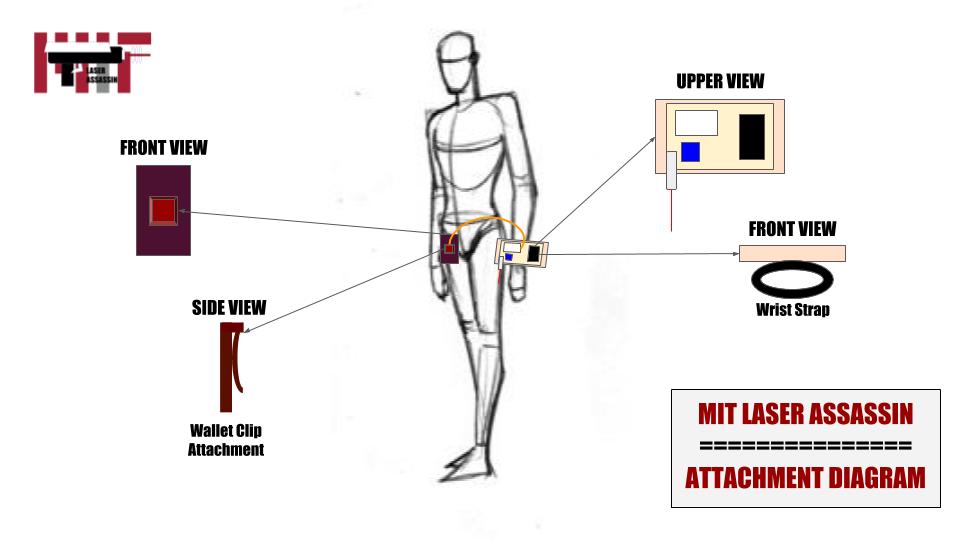 LASER
ASSASSIN
UPPER VIEW
FRONT VIEW
FRONT VIEW
SIDE VIEW
Wrist Strap
Wallet Clip
Attachment
MIT LASER ASSASSIN
===============
ATTACHMENT DIAGRAM